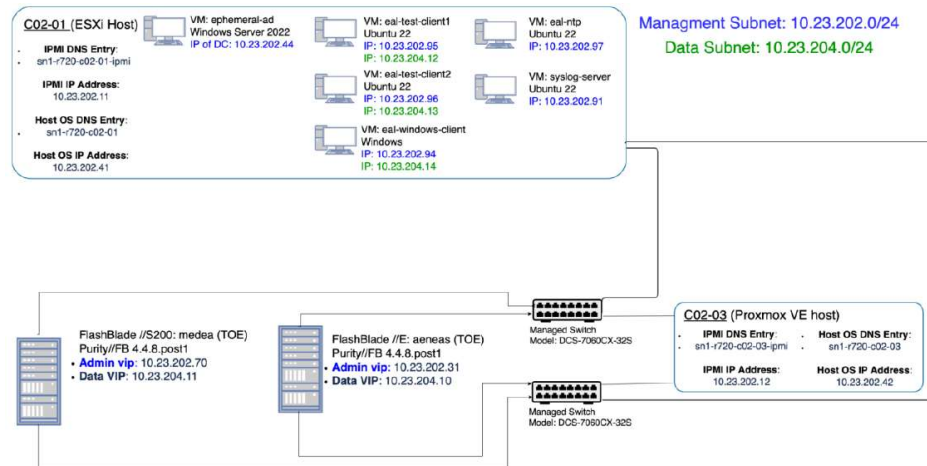 C02-01 (ESXi Host)
IPMI DNS Entry:
sn1-r720-c02-01-ipmi
IPMI IP Address:
10.23.202.11
Host OS DNS Entry:
sn1-r720-c02-01
Host OS IP Address:
10.23.202.41
VM: ephemeral-ad
Windows Server 2022
IP of DC: 10.23.202.44
VM: eal-test-client1
Ubuntu 22
IP: 10.23.202.95
IP: 10.23.204.12
VM: eal-test-client2
Ubuntu 22
IP: 10.23.202.96
IP: 10.23.204.13
VM: eal-windows-client
Windows
IP: 10.23.202.94
IP: 10.23.204.14
VM: eal-ntp
Ubuntu 22
IP: 10.23.202.97
VM: syslog-server
Ubuntu 22
IP: 10.23.202.91
Managment Subnet: 10.23.202.0/24
Data Subnet: 10.23.204.0/24
FlashBlade //S200: medea (TOE)
Purity//FB 4.4.8.post1
• Admin vip: 10.23.202.70
• Data VIP: 10.23.204.11
FlashBlade //E: aeneas (TOE)
Purity//FB 4.4.8.post1
• Admin vip: 10.23.202.31
• Data VIP: 10.23.204.10
Managed Switch
Model: DCS-7060CX-32S
Managed Switch
Model: DCS-7060CX-32S
C02-03 (Proxmox VE host)
IPMI DNS Entry:
sn1-r720-c02-03-ipmi
IPMI IP Address:
10.23.202.12
Host OS DNS Entry:
sn1-r720-c02-03
Host OS IP Address:
10.23.202.42